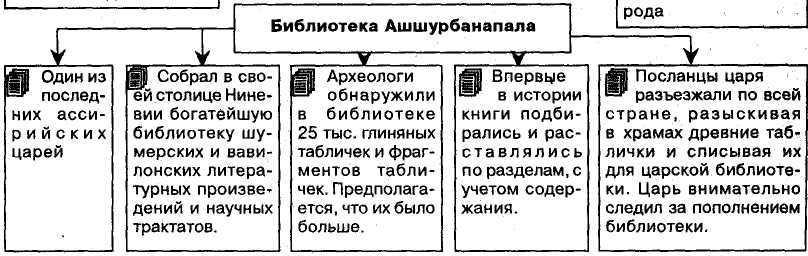 рода
Библиотека Ашшурбанапала
Один из
послед-
них асси-
рийских
царей
Собрал в сво-
ей столице Нине-
вии богатейшую
библиотеку шу-
мерских и вави-
лонских литера-
турных произве-
дений и научных
трактатов.
Археологи
обнаружили
в библиотеке
25 тыс. глиняных
табличек и фраг-
ментов таблич-
чек. Предполага-
ется, что их было
больше.
Впервые
в истории
книги подби-
рались и рас-
ставлялись
по разделам, с
учетом содер-
жания.
Посланцы царя
разъезжали по всей
стране, разыскивая
в храмах древние таб-
лички и списывая их
для царской библиоте-
ки. Царь внимательно
следил за пополнением
библиотеки.